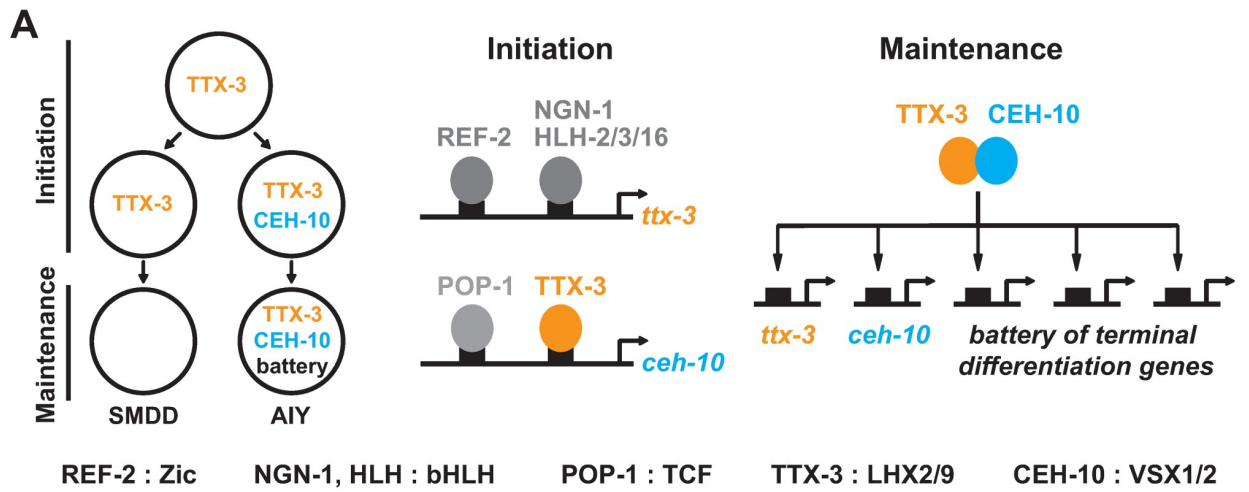 A
Initiation
Maintenance
TTX-3
TTX-3
TTX-3
CEH-10
TTX-3
CEH-10
battery
SMDD
AIY
Initiation
REF-2
NGN-1
HLH-2/3/16
ttx-3
POP-1
TTX-3
ceh-10
Maintenance
TTX-3
CEH-10
ttx-3
ceh-10
battery of terminal
differentiation genes
REF-2 : Zic
NGN-1, HLH : bHLH
POP-1 : TCF
TTX-3 : LHX2/9
CEH-10 : VSX1/2